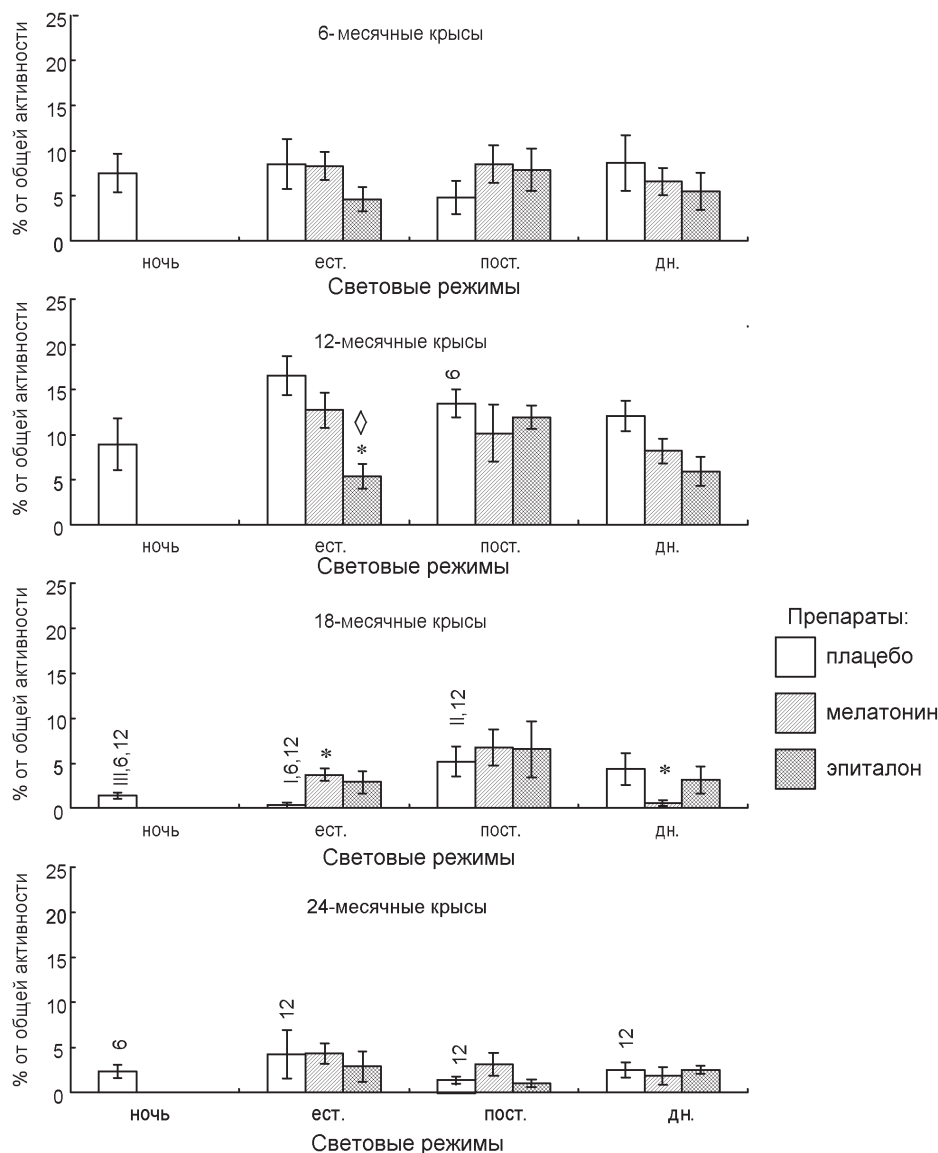 % от общей активности
25
20
15
10
5
0
6- месячные крысы
ночь ест. пост. дн.
Световые режимы
% от общей активности
25
20
15
10
5
0
12-месячные крысы
◊
*
6
ночь ест. пост. дн.
Световые режимы
% от общей активности
25
20
15
10
5
0
18-месячные крысы
III,6,12
I,6,12
*
II,12
*
ночь ест. пост. дн.
Световые режимы
Препараты:
плацебо
мелатонин
эпиталон
% от общей активности
25
20
15
10
5
0
24-месячные крысы
6
12
12
12
ночь ест. пост. дн.
Световые режимы